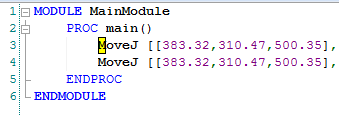 1 MODULE MainModule
2 PROC main()
3 MoveJ [[383.32,310.47,500.35],
4 MoveJ [[383.32,310.47,500.35],
5 ENDPROC
6 ENDMODULE